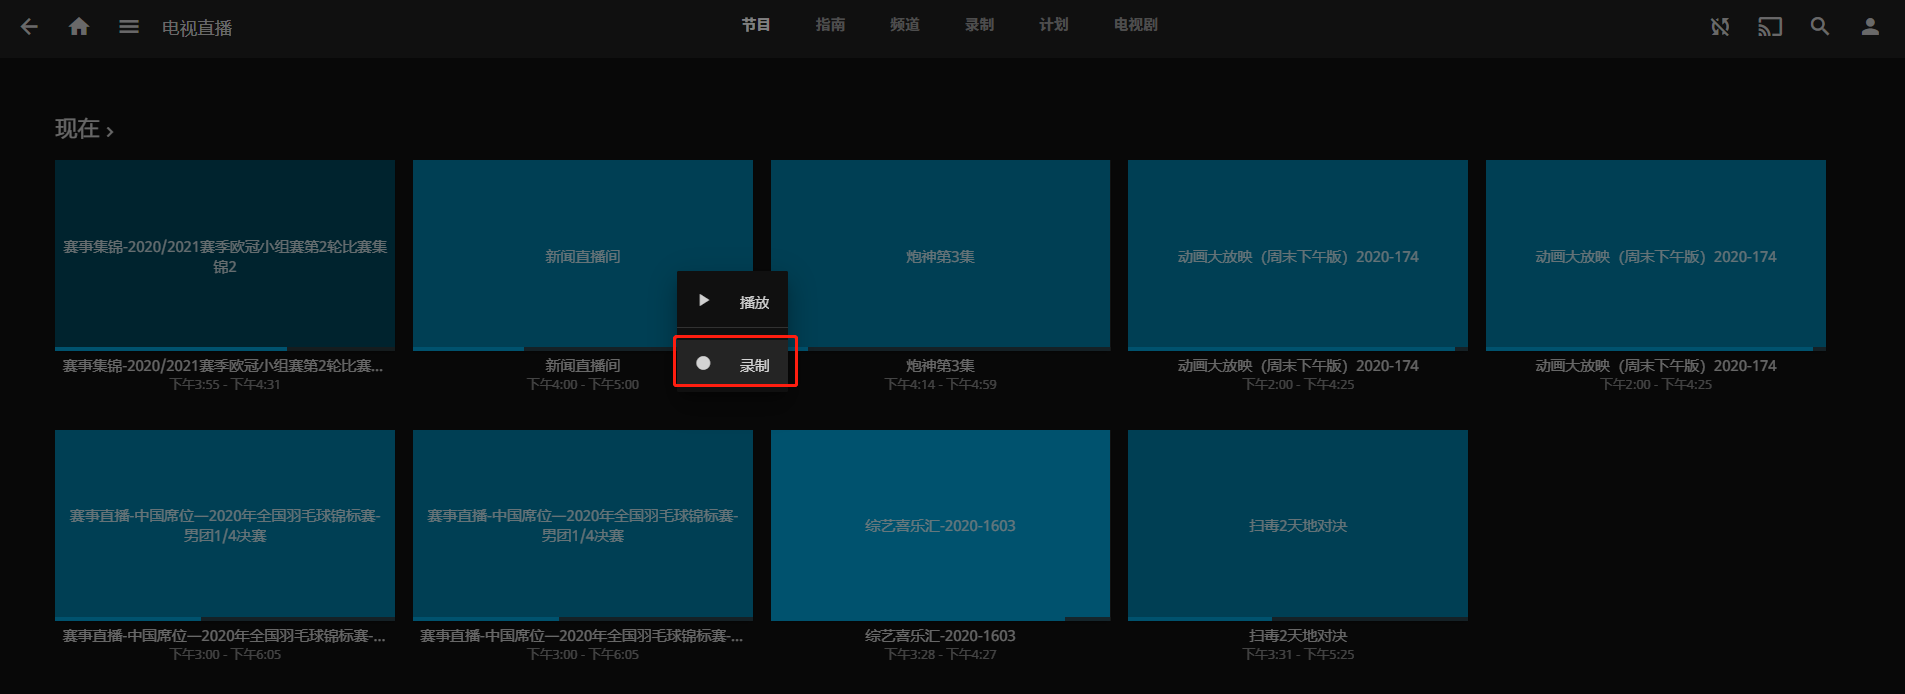 电视直播
节目 指南 频道 录制 计划 电视剧
现在
赛事集锦-2020/2021赛季欧冠小组赛第2轮比赛集
锦2
赛事集锦-2020/2021赛季欧冠小组赛第2轮比赛...
下午3:55 - 下午4:31
新闻直播间
新闻直播间
下午4:00 - 下午5:00
播放
录制
炮神第3集
炮神第3集
下午4:14 - 下午4:59
动画大放映（周末下午版）2020-174
动画大放映（周末下午版）2020-174
下午2:00 - 下午4:25
动画大放映（周末下午版）2020-174
动画大放映（周末下午版）2020-174
下午2:00 - 下午4:25
赛事直播-中国席位—2020年全国羽毛球锦标赛-
男团1/4决赛
赛事直播-中国席位—2020年全国羽毛球锦标赛-...
下午3:00 - 下午6:05
赛事直播-中国席位—2020年全国羽毛球锦标赛-
男团1/4决赛
赛事直播-中国席位—2020年全国羽毛球锦标赛-...
下午3:00 - 下午6:05
综艺喜乐汇-2020-1603
综艺喜乐汇-2020-1603
下午3:28 - 下午4:27
扫毒2天地对决
扫毒2天地对决
下午3:31 - 下午5:25